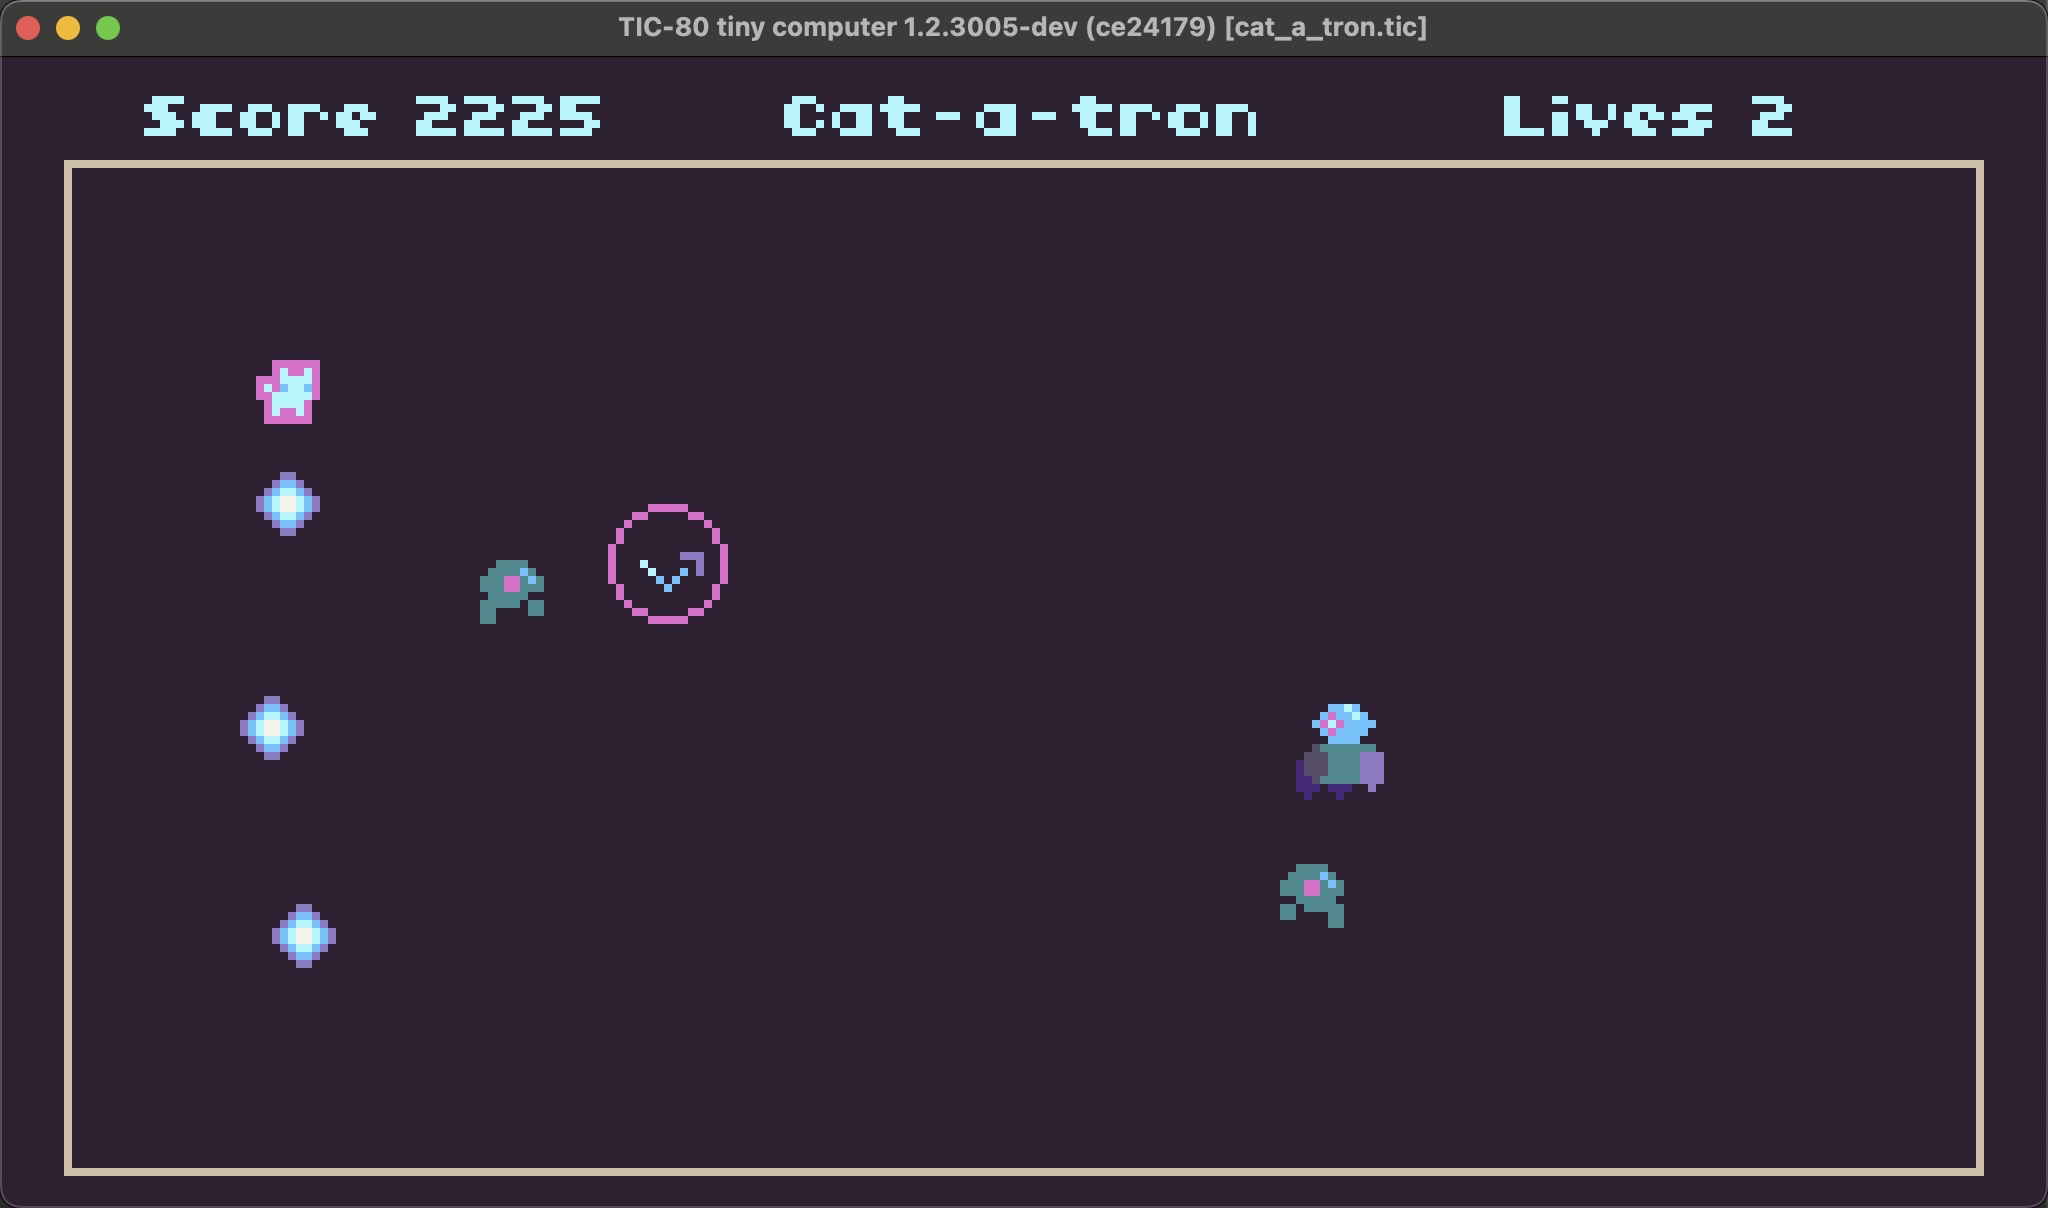 TIC-80 tiny computer 1.2.3005-dev (ce24179) [cat_a_tron.tic]
Score 2225 Cat-a-tron Lives 2